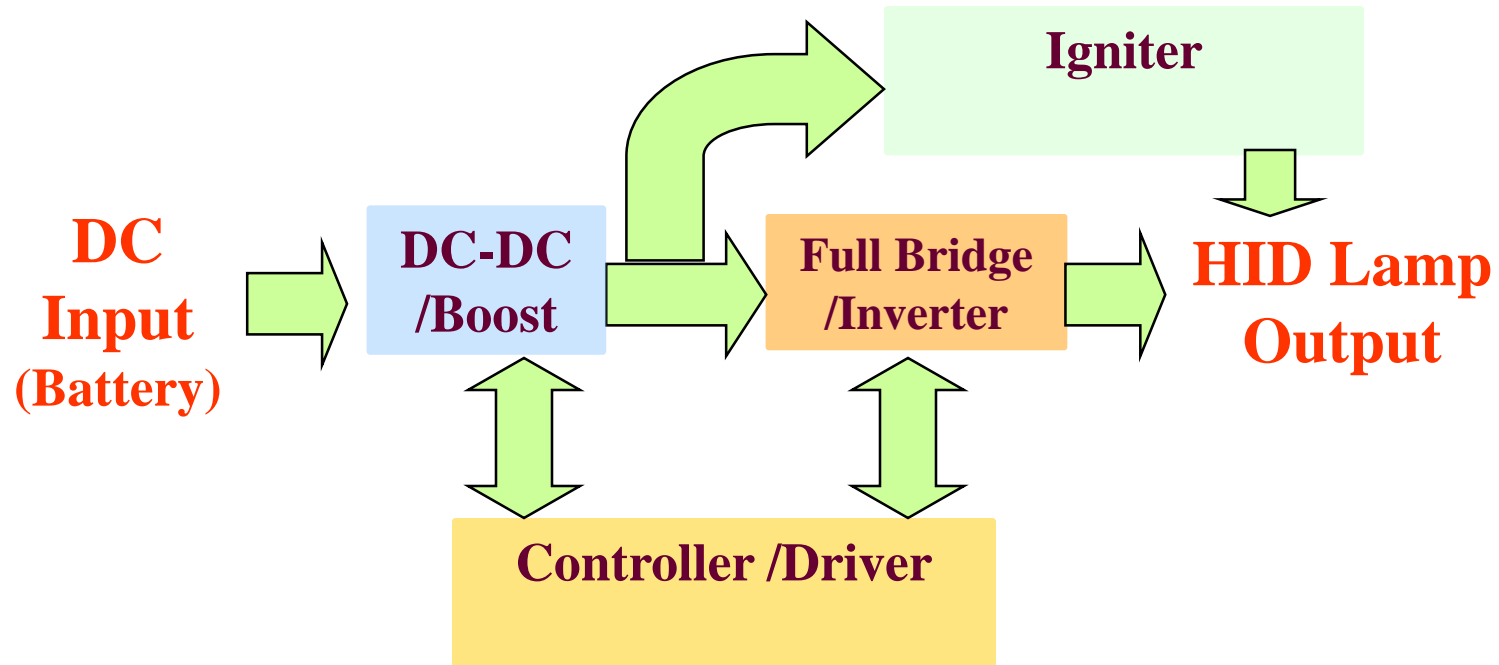 Igniter
DC
Input
(Battery)
DC-DC
/Boost
Full Bridge
/Inverter
HID Lamp
Output
Controller /Driver